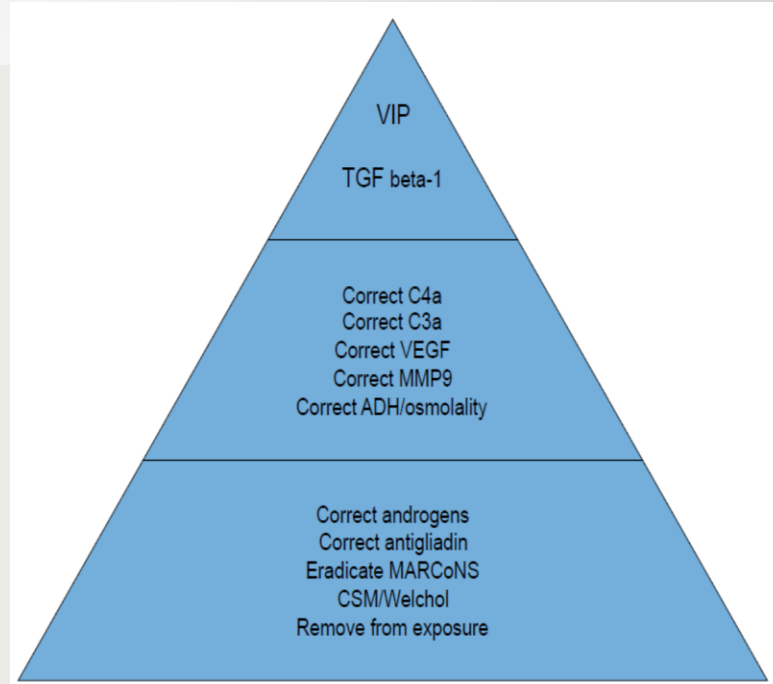 VIP
TGF beta-1
Correct C4a
Correct C3a
Correct VEGF
Correct MMP9
Correct ADH/osmolality
Correct androgens
Correct antigliadin
Eradicate MARCoNS
CSM/Welchol
Remove from exposure